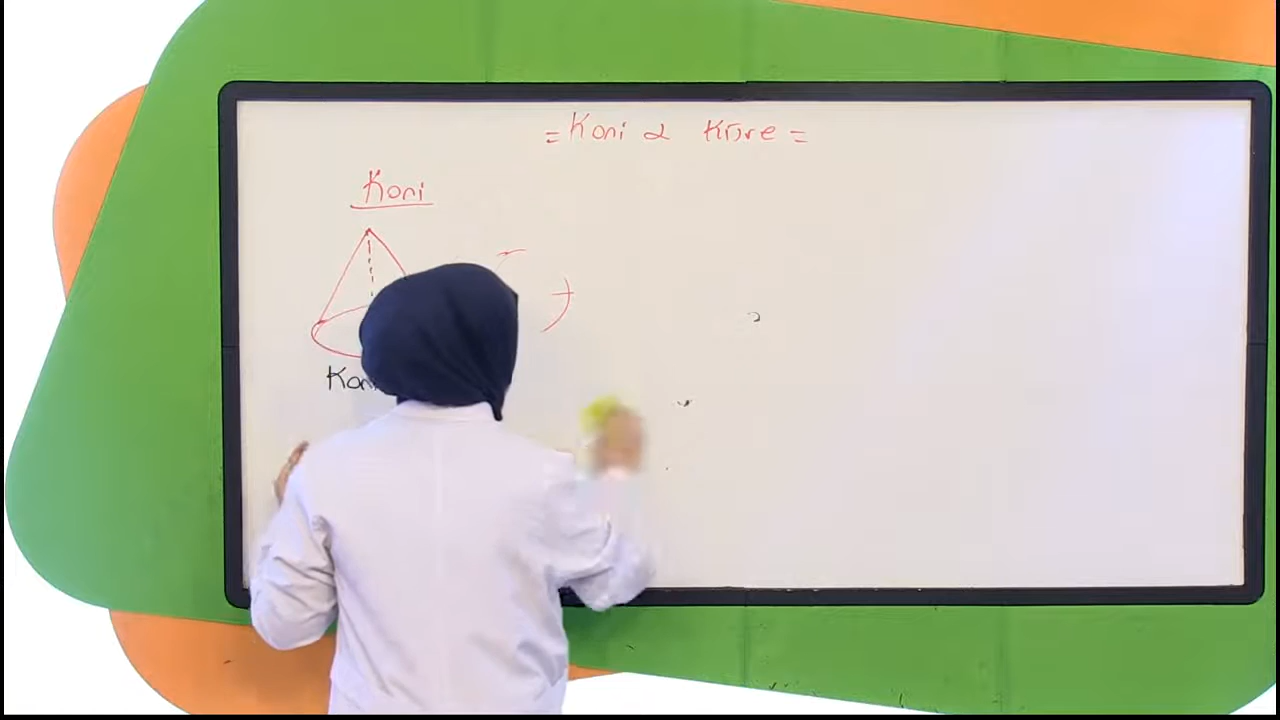 = Koni & Küre =
Koni